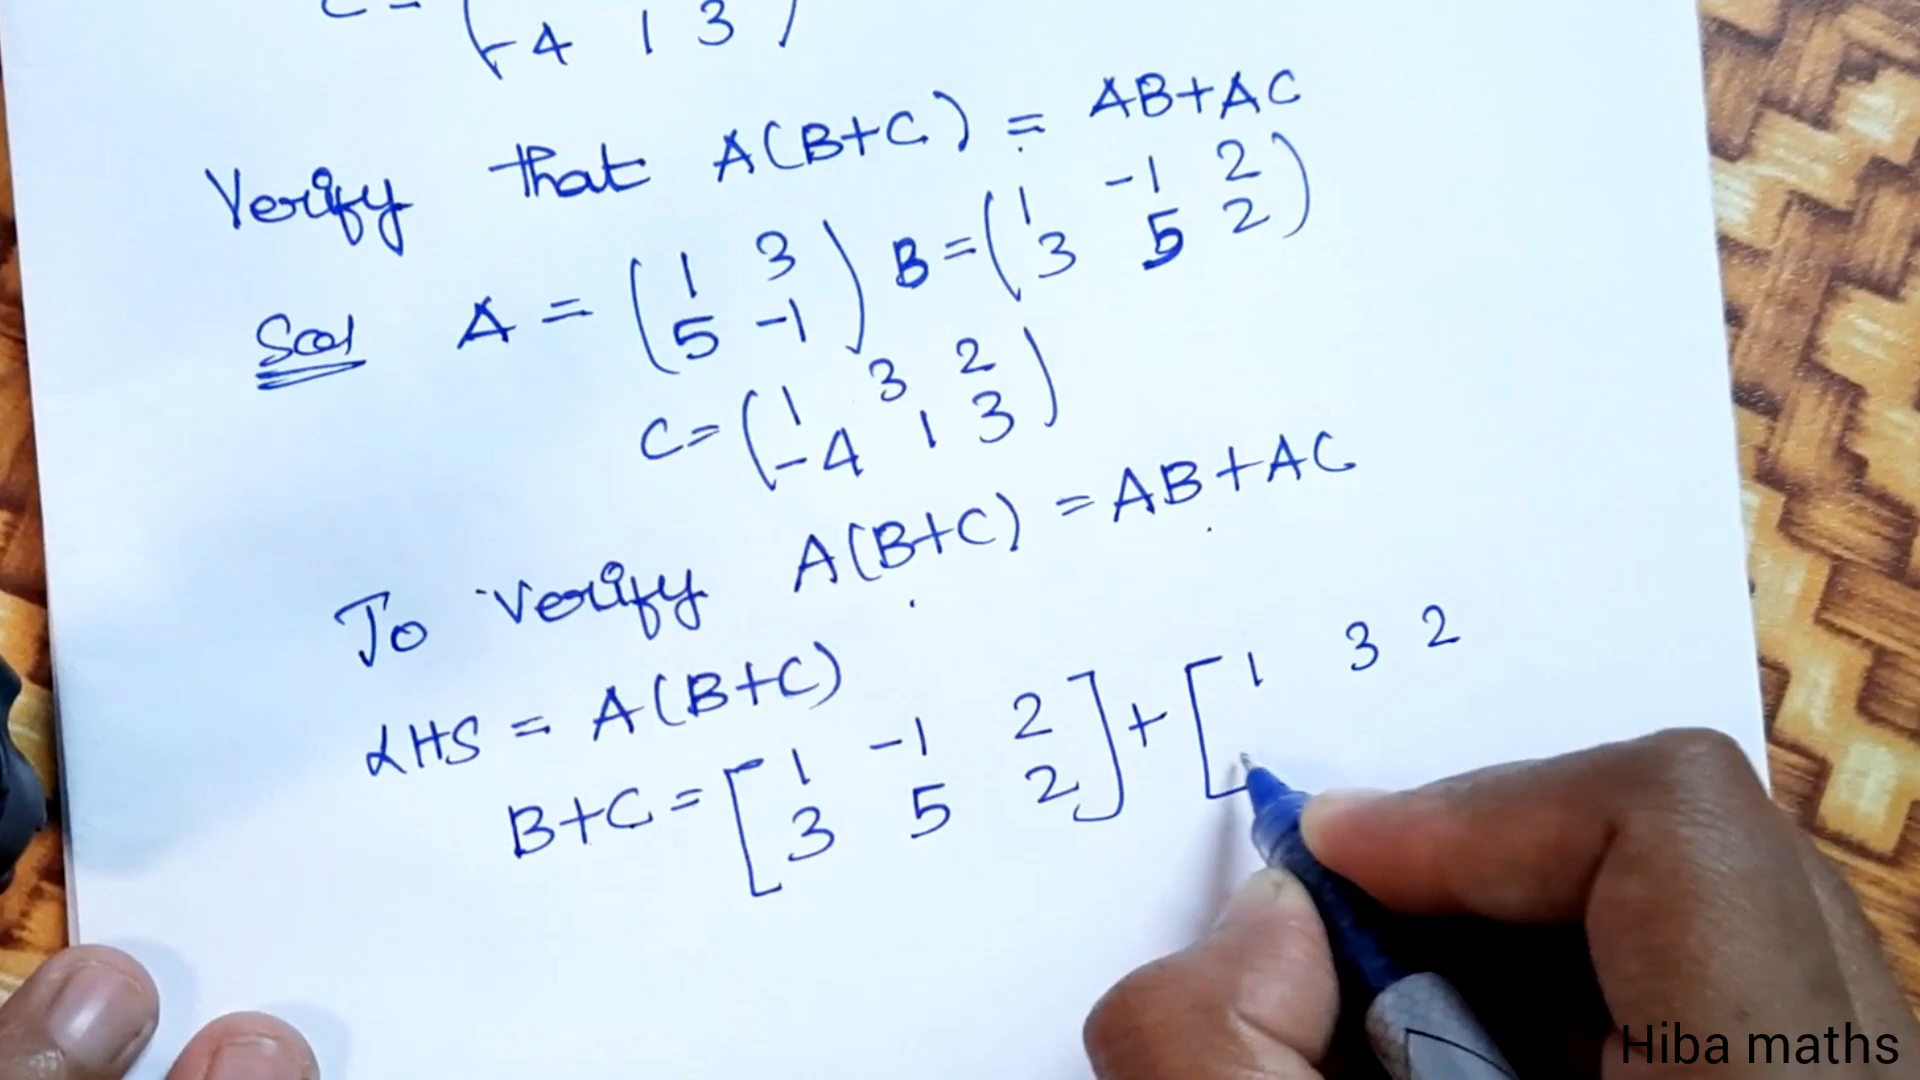 C = 
(-4 1 3)
Verify that A(B+C) = AB+AC
Sol A = (1 3 B = (1 -1 2
5 -1) 3 5 2)
C = (1 3 2
-4 1 3)
To verify A(B+C) = AB+AC
LHS = A(B+C)
B+C = [1 -1 2 ] + [1 3 2
3 5 2
Hiba maths